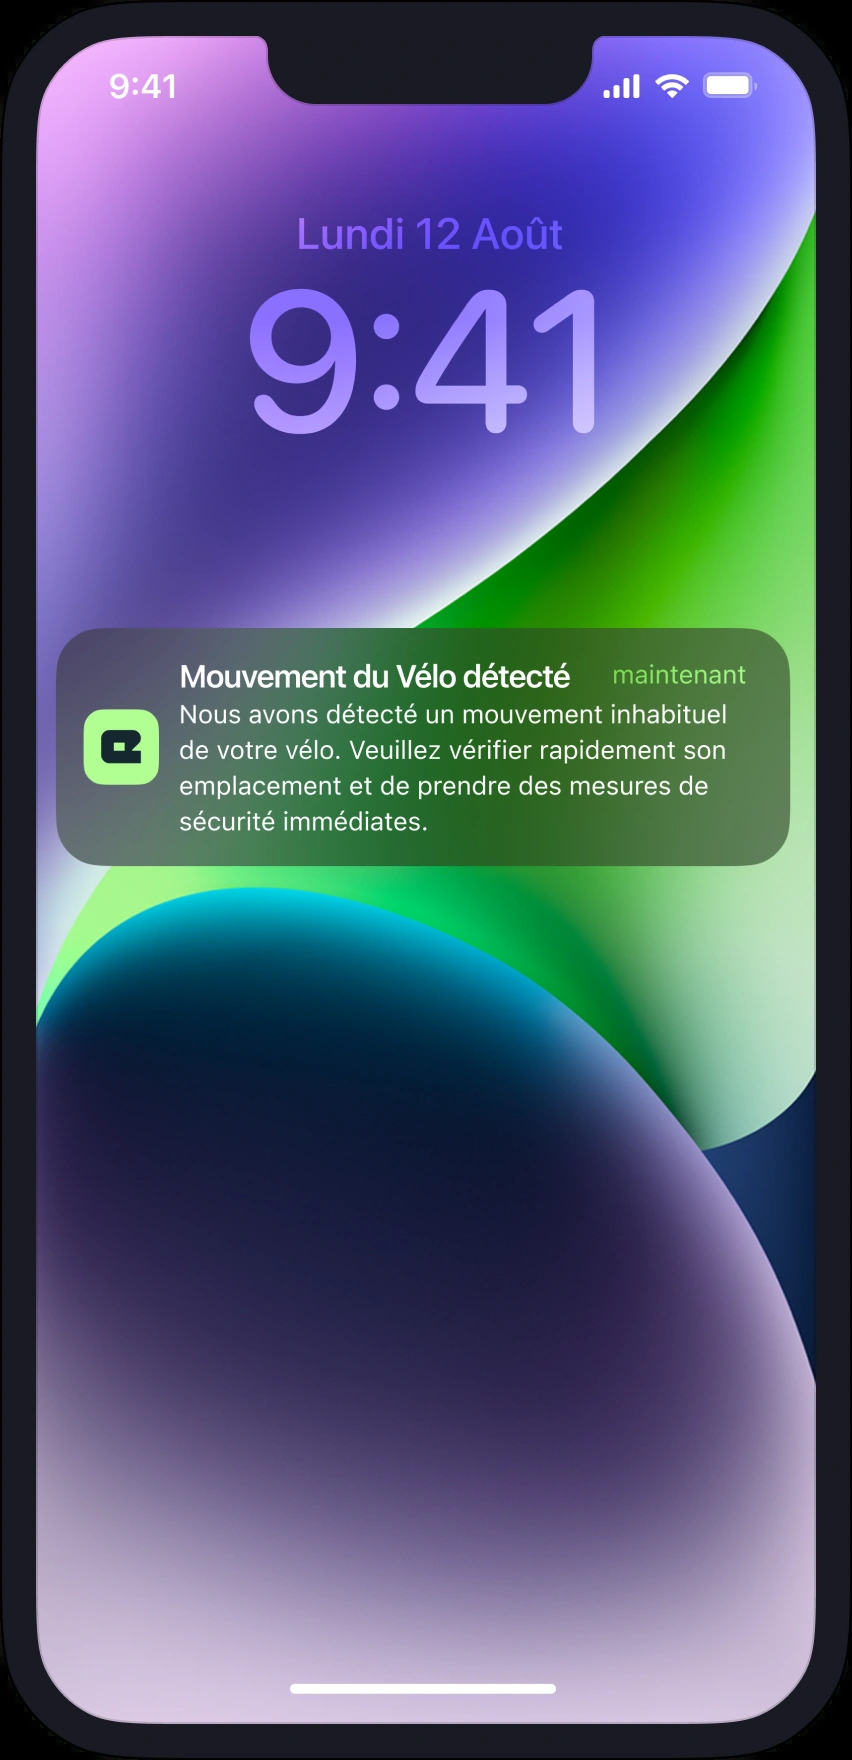 9:41
Lundi 12 Août
9:41
Mouvement du Vélo détecté maintenant
Nous avons détecté un mouvement inhabituel
de votre vélo. Veuillez vérifier rapidement son
emplacement et de prendre des mesures de
sécurité immédiates.